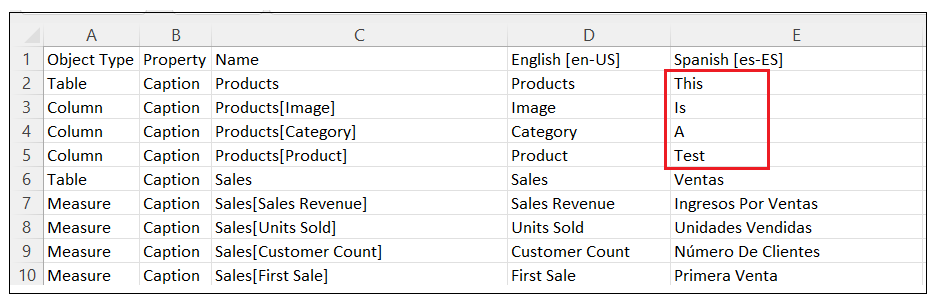 A B C D E
1 Object Type Property Name English [en-US] Spanish [es-ES]
2 Table Caption Products Products This
3 Column Caption Products[Image] Image Is
4 Column Caption Products[Category] Category A
5 Column Caption Products[Product] Product Test
6 Table Caption Sales Sales Ventas
7 Measure Caption Sales[Sales Revenue] Sales Revenue Ingresos Por Ventas
8 Measure Caption Sales[Units Sold] Units Sold Unidades Vendidas
9 Measure Caption Sales[Customer Count] Customer Count Número De Clientes
10 Measure Caption Sales[First Sale] First Sale Primera Venta